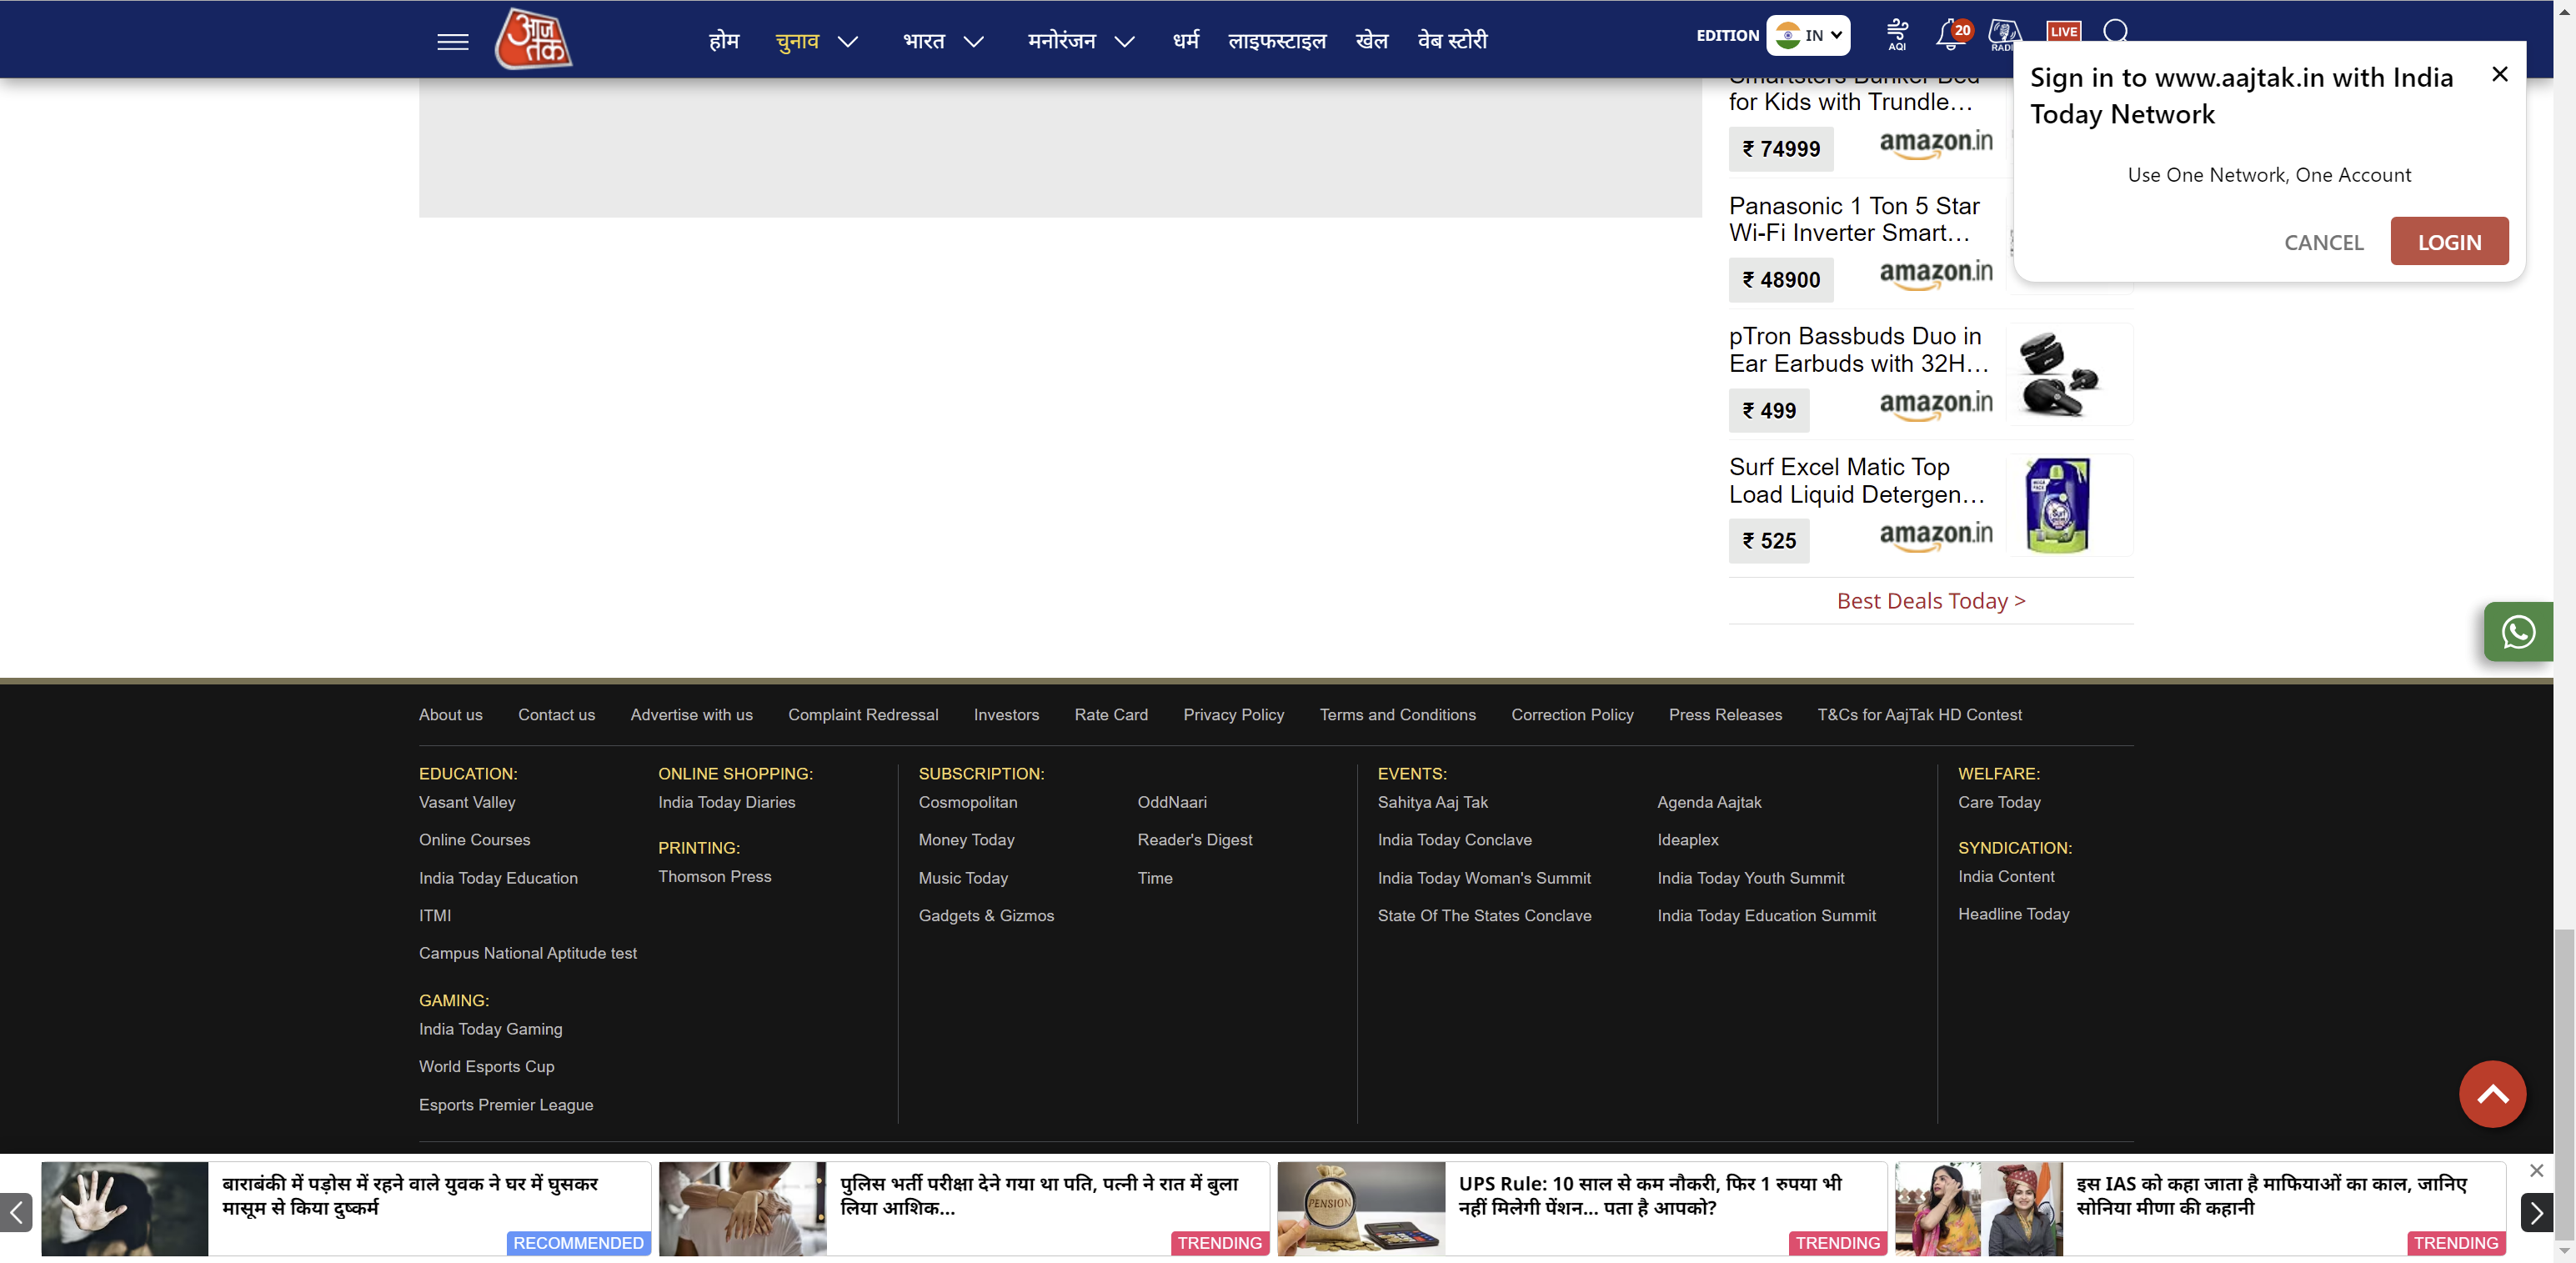 आज तक
होम
चुनाव
भारत
मनोरंजन
धर्म
लाइफस्टाइल
खेल
वेब स्टोरी
EDITION
IN
AQI
20
LIVE
Sign in to www.aajtak.in with India
Today Network
Use One Network, One Account
CANCEL
LOGIN
for Kids with Trundle...
₹ 74999
amazon.in
Panasonic 1 Ton 5 Star
Wi-Fi Inverter Smart...
₹ 48900
amazon.in
pTron Bassbuds Duo in
Ear Earbuds with 32H...
₹ 499
amazon.in
Surf Excel Matic Top
Load Liquid Detergen...
₹ 525
amazon.in
Best Deals Today >
About us
Contact us
Advertise with us
Complaint Redressal
Investors
Rate Card
Privacy Policy
Terms and Conditions
Correction Policy
Press Releases
T&Cs for AajTak HD Contest
EDUCATION:
Vasant Valley
Online Courses
India Today Education
ITMI
Campus National Aptitude test
GAMING:
India Today Gaming
World Esports Cup
Esports Premier League
ONLINE SHOPPING:
India Today Diaries
PRINTING:
Thomson Press
SUBSCRIPTION:
Cosmopolitan
Money Today
Music Today
Gadgets & Gizmos
OddNaari
Reader's Digest
Time
EVENTS:
Sahitya Aaj Tak
India Today Conclave
India Today Woman's Summit
State Of The States Conclave
Agenda Aajtak
Ideaplex
India Today Youth Summit
India Today Education Summit
WELFARE:
Care Today
SYNDICATION:
India Content
Headline Today
बाराबंकी में पड़ोस में रहने वाले युवक ने घर में घुसकर
मासूम से किया दुष्कर्म
RECOMMENDED
पुलिस भर्ती परीक्षा देने गया था पति, पत्नी ने रात में बुला
लिया आशिक...
TRENDING
PENSION
UPS Rule: 10 साल से कम नौकरी, फिर 1 रुपया भी
नहीं मिलेगी पेंशन... पता है आपको?
TRENDING
इस IAS को कहा जाता है माफियाओं का काल, जानिए
सोनिया मीणा की कहानी
TRENDING